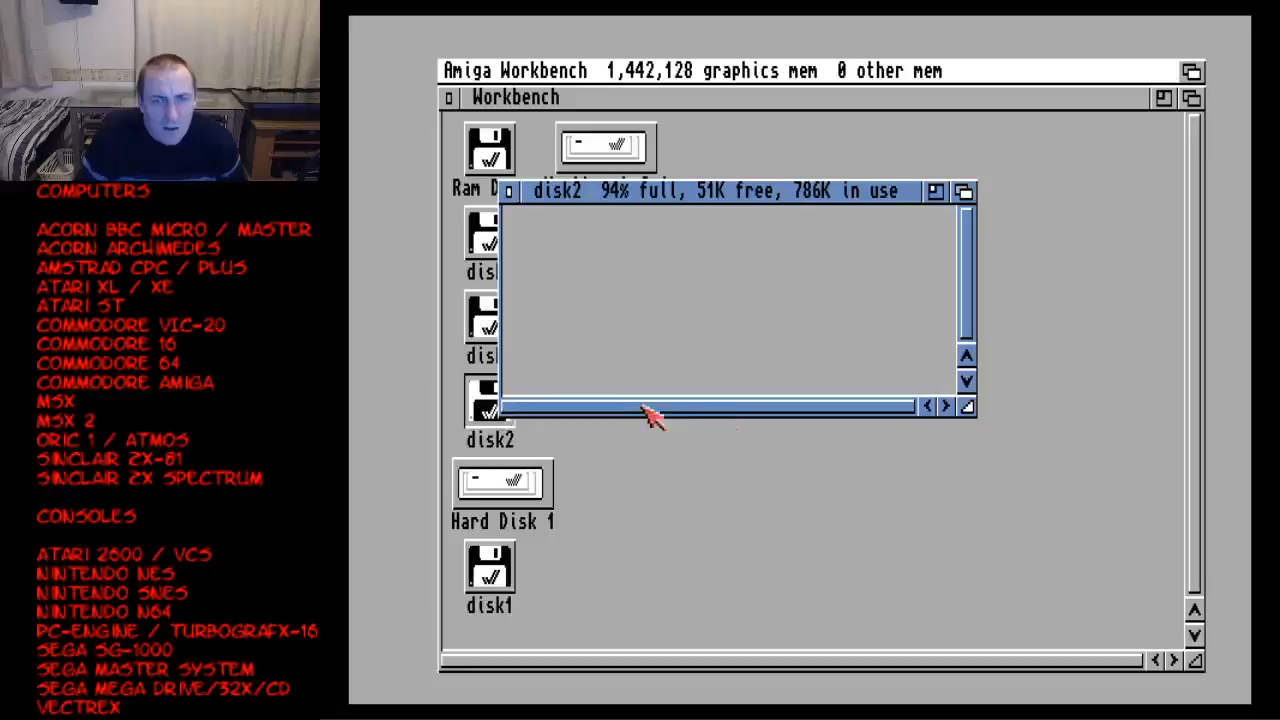 COMPUTERS
ACORN BBC MICRO / MASTER
ACORN ARCHIMEDES
AMSTRAD CPC / PLUS
ATARI XL / XE
ATARI ST
COMMODORE VIC-20
COMMODORE 16
COMMODORE 64
COMMODORE AMIGA
MSX
MSX 2
ORIC 1 / ATMOS
SINCLAIR ZX-81
SINCLAIR ZX SPECTRUM
CONSOLES
ATARI 2600 / VCS
NINTENDO NES
NINTENDO SNES
NINTENDO N64
PC-ENGINE / TURBOGRAFX-16
SEGA SG-1000
SEGA MASTER SYSTEM
SEGA MEGA DRIVE/32X/CD
VECTREX
Amiga Workbench 1,442,128 graphics mem 0 other mem
Workbench
Ram D
disk2 94% full, 51K free, 786K in use
dis
dis
disk2
Hard Disk 1
disk1